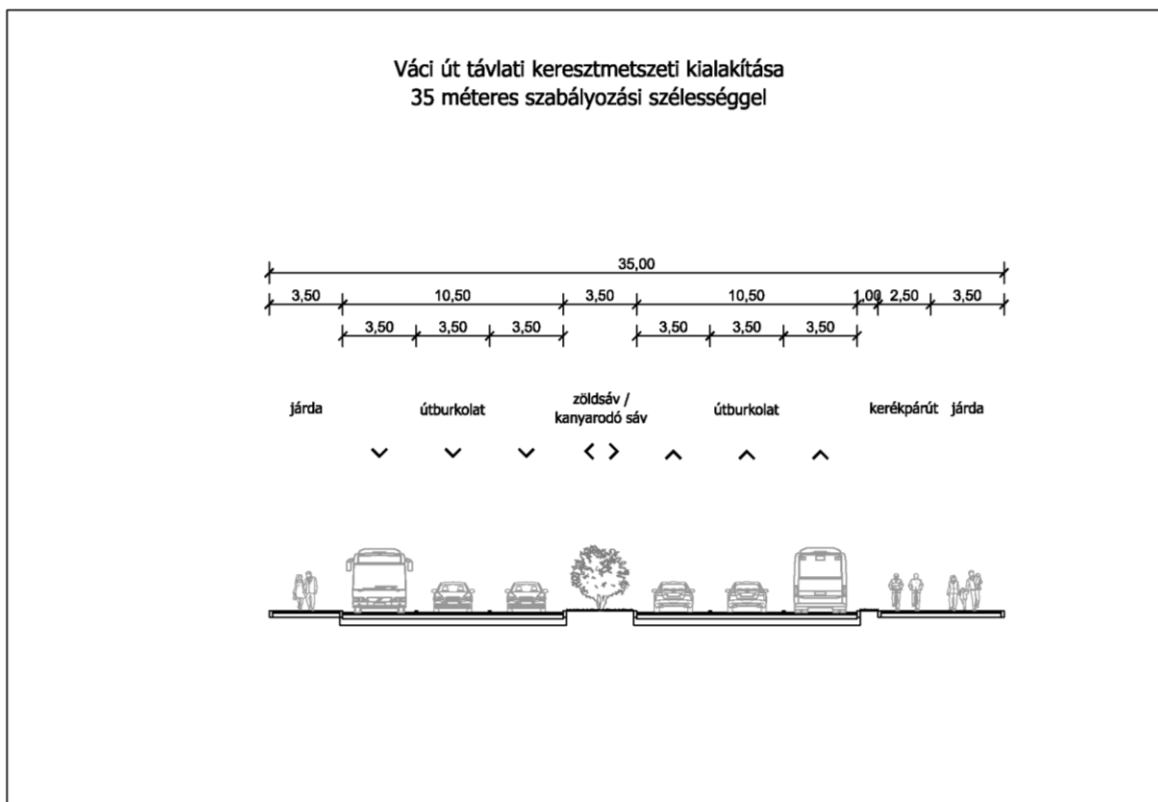 Váci út távlati keresztmetszeti kialakítása
35 méteres szabályozási szélességgel
35,00
3,50 10,50 3,50 10,50 1,00 2,50 3,50
3,50 3,50 3,50 3,50 3,50 3,50
járda útburkolat zöldsáv / kanyarodó sáv útburkolat kerékpárút járda